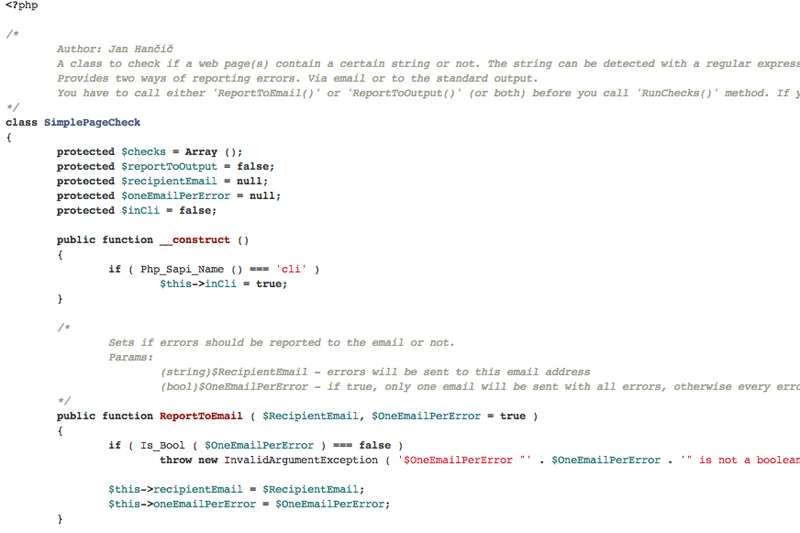 <?php
/*
Author: Jan Hančič
A class to check if a web page(s) contain a certain string or not. The string can be detected with a regular express
Provides two ways of reporting errors. Via email or to the standard output.
You have to call either 'ReportToEmail()' or 'ReportToOutput()' (or both) before you call 'RunChecks()' method. If y
*/
class SimplePageCheck
{
protected $checks = Array ();
protected $reportToOutput = false;
protected $recipientEmail = null;
protected $oneEmailPerError = null;
protected $inCli = false;
public function __construct ()
{
if ( Php_Sapi_Name () === 'cli' )
$this->inCli = true;
}
/*
Sets if errors should be reported to the email or not.
Params:
(string)$RecipientEmail - errors will be sent to this email address
(bool)$OneEmailPerError - if true, only one email will be sent with all errors, otherwise every erro
*/
public function ReportToEmail ( $RecipientEmail, $OneEmailPerError = true )
{
if ( Is_Bool ( $OneEmailPerError ) === false )
throw new InvalidArgumentException ( '$OneEmailPerError "' . $OneEmailPerError . '" is not a boolean
$this->recipientEmail = $RecipientEmail;
$this->oneEmailPerError = $OneEmailPerError;
}